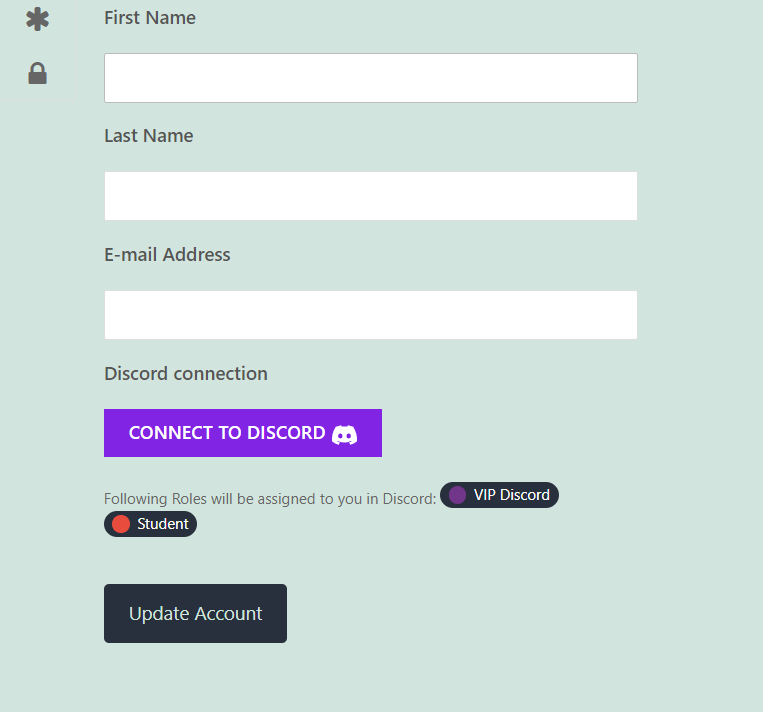 First Name
Last Name
E-mail Address
Discord connection
CONNECT TO DISCORD
Following Roles will be assigned to you in Discord: VIP Discord
Student
Update Account